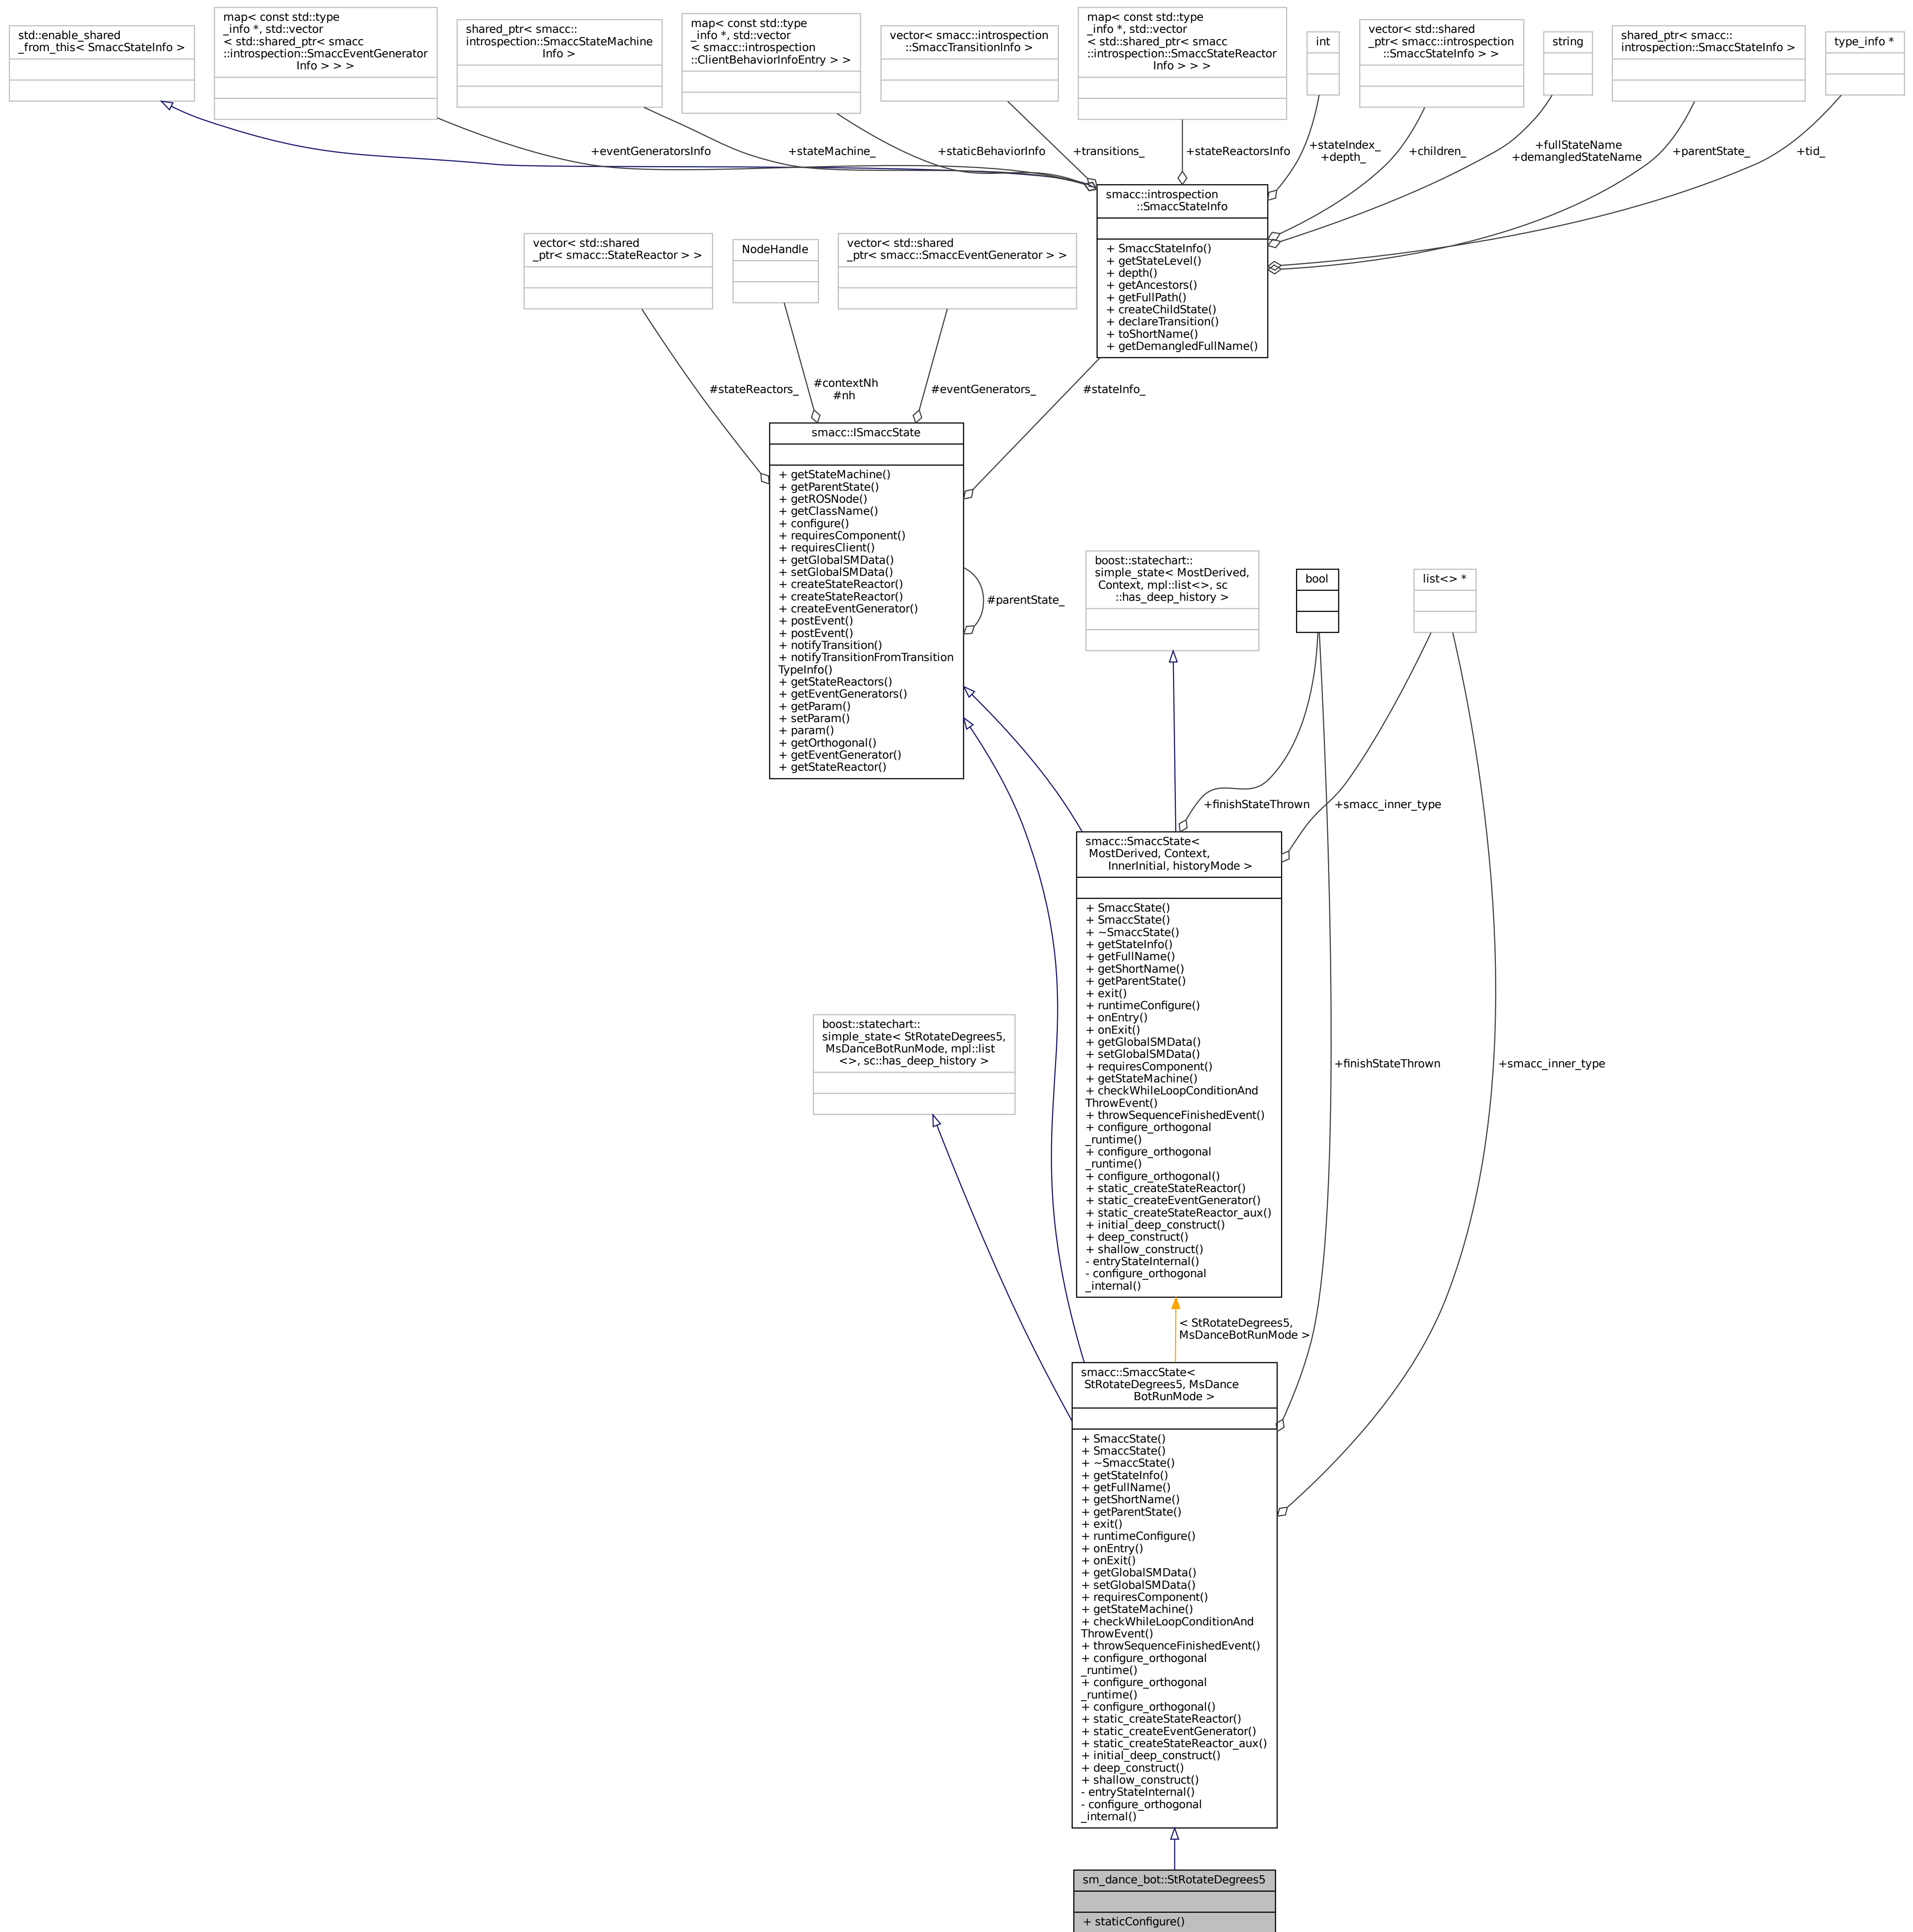 std::enable_shared
_from_this< SmaccStateInfo >
map< const std::type
_info *, std::vector
< std::shared_ptr< smacc
::introspection::SmaccEventGenerator
Info > > >
shared_ptr< smacc::
introspection::SmaccStateMachine
Info >
map< const std::type
_info *, std::vector
< smacc::introspection
::ClientBehaviorInfoEntry > >
vector< smacc::introspection
::SmaccTransitionInfo >
map< const std::type
_info *, std::vector
< std::shared_ptr< smacc
::introspection::SmaccStateReactor
Info > > >
int
vector< std::shared
_ptr< smacc::introspection
::SmaccStateInfo > >
string
shared_ptr< smacc::
introspection::SmaccStateInfo >
type_info *
+eventGeneratorsInfo
+stateMachine_
+staticBehaviorInfo
+transitions_
+stateReactorsInfo
+stateIndex_
+depth_
+children_
+fullStateName
+demangledStateName
+parentState_
+tid_
smacc::introspection
::SmaccStateInfo
+ SmaccStateInfo()
+ getStateLevel()
+ depth()
+ getAncestors()
+ getFullPath()
+ createChildState()
+ declareTransition()
+ toShortName()
+ getDemangledFullName()
vector< std::shared
_ptr< smacc::StateReactor > >
NodeHandle
vector< std::shared
_ptr< smacc::SmaccEventGenerator > >
#stateReactors_
#contextNh
#nh
#eventGenerators_
#stateInfo_
smacc::ISmaccState
+ getStateMachine()
+ getParentState()
+ getROSNode()
+ getClassName()
+ configure()
+ requiresComponent()
+ requiresClient()
+ getGlobalSMData()
+ setGlobalSMData()
+ createStateReactor()
+ createStateReactor()
+ createEventGenerator()
+ postEvent()
+ postEvent()
+ notifyTransition()
+ notifyTransitionFromTransition
TypeInfo()
+ getStateReactors()
+ getEventGenerators()
+ getParam()
+ setParam()
+ param()
+ getOrthogonal()
+ getEventGenerator()
+ getStateReactor()
#parentState_
boost::statechart::
simple_state< MostDerived,
Context, mpl::list<>, sc
::has_deep_history >
bool
list<> *
+finishStateThrown
+smacc_inner_type
smacc::SmaccState<
MostDerived, Context,
InnerInitial, historyMode >
+ SmaccState()
+ SmaccState()
+ ~SmaccState()
+ getStateInfo()
+ getFullName()
+ getShortName()
+ getParentState()
+ exit()
+ runtimeConfigure()
+ onEntry()
+ onExit()
+ getGlobalSMData()
+ setGlobalSMData()
+ requiresComponent()
+ getStateMachine()
+ checkWhileLoopConditionAnd
ThrowEvent()
+ throwSequenceFinishedEvent()
+ configure_orthogonal
_runtime()
+ configure_orthogonal
_runtime()
+ configure_orthogonal()
+ static_createStateReactor()
+ static_createEventGenerator()
+ static_createStateReactor_aux()
+ initial_deep_construct()
+ deep_construct()
+ shallow_construct()
- entryStateInternal()
- configure_orthogonal
_internal()
boost::statechart::
simple_state< StRotateDegrees5,
MsDanceBotRunMode, mpl::list
<>, sc::has_deep_history >
+finishStateThrown
+smacc_inner_type
< StRotateDegrees5,
MsDanceBotRunMode >
smacc::SmaccState<
StRotateDegrees5, MsDance
BotRunMode >
+ SmaccState()
+ SmaccState()
+ ~SmaccState()
+ getStateInfo()
+ getFullName()
+ getShortName()
+ getParentState()
+ exit()
+ runtimeConfigure()
+ onEntry()
+ onExit()
+ getGlobalSMData()
+ setGlobalSMData()
+ requiresComponent()
+ getStateMachine()
+ checkWhileLoopConditionAnd
ThrowEvent()
+ throwSequenceFinishedEvent()
+ configure_orthogonal
_runtime()
+ configure_orthogonal
_runtime()
+ configure_orthogonal()
+ static_createStateReactor()
+ static_createEventGenerator()
+ static_createStateReactor_aux()
+ initial_deep_construct()
+ deep_construct()
+ shallow_construct()
- entryStateInternal()
- configure_orthogonal
_internal()
sm_dance_bot::StRotateDegrees5
+ staticConfigure()